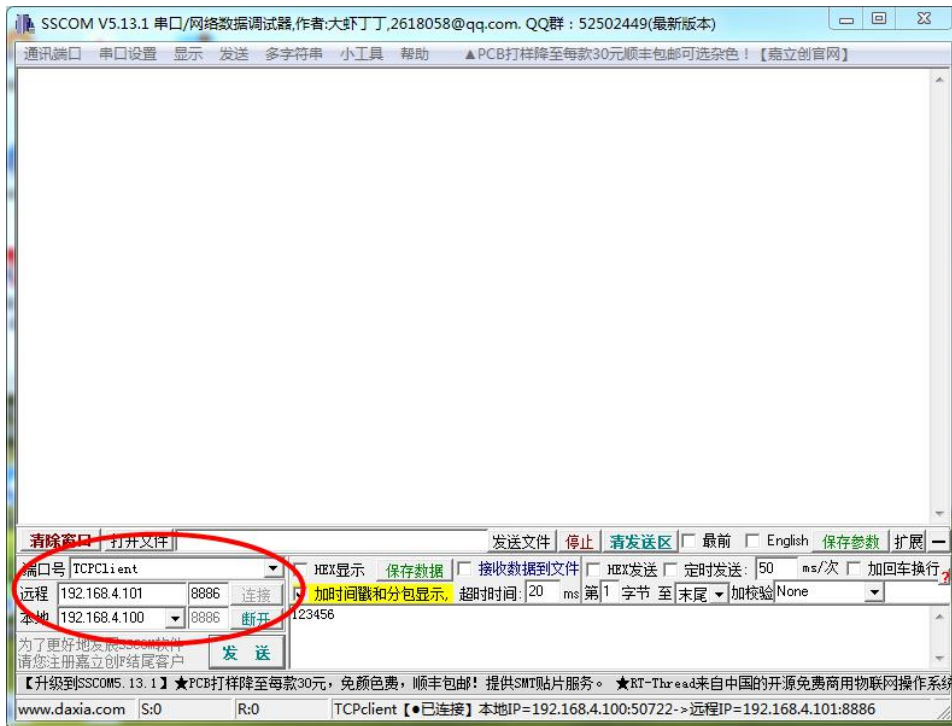 SSCOM V5.13.1 串口/网络数据调试器,作者:大虾丁丁,2618058@qq.com. QQ群：52502449(最新版本)
通讯端口 串口设置 显示 发送 多字符串 小工具 帮助 ▲PCB打样降至每款30元顺丰包邮可选杂色！【嘉立创官网】
清除窗口 打开文件 发送文件 停止 清发送区 最前 English 保存参数 扩展 —
端口号 TCPClient HEX显示 保存数据 接收数据到文件 HEX发送 定时发送: 50 ms/次 加回车换行
远程 192.168.4.101 8886 连接 加时间戳和分包显示, 超时时间: 20 ms 第1 字节 至 末尾 加校验 None
本地 192.168.4.100 8886 断开 123456
为了更好地发展SSCOM软件
请您注册嘉立创F结尾客户
发 送
【升级到SSCOM5.13.1】★PCB打样降至每款30元，免颜色费，顺丰包邮！提供SMT贴片服务。 ★RT-Thread来自中国的开源免费商用物联网操作系统
www.daxia.com S:0 R:0 TCPclient【●已连接】本地IP=192.168.4.100:50722->远程IP=192.168.4.101:8886